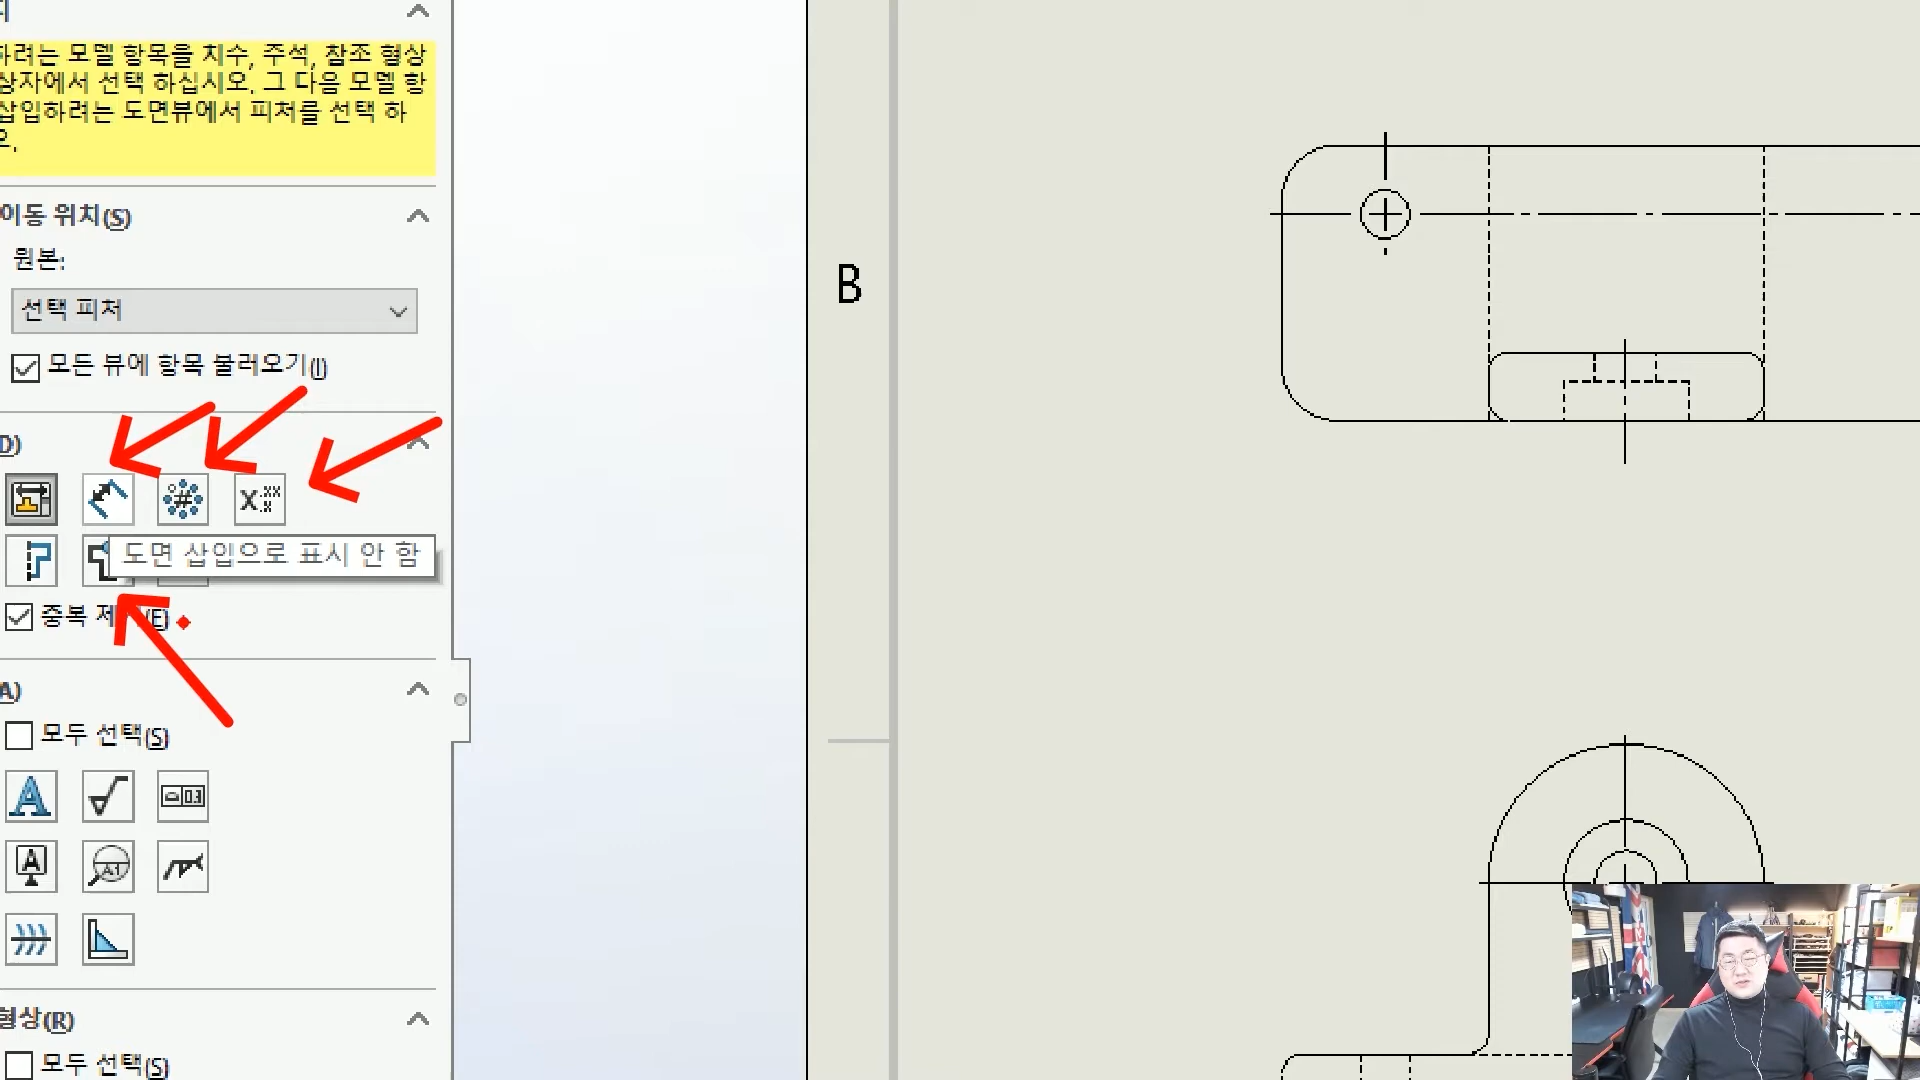 하려는 모델 항목을 치수, 주석, 참조 형상
상자에서 선택 하십시오. 그 다음 모델 항
삽입하려는 도면뷰에서 피처를 선택 하
오.
이동 위치(S)
원본:
선택 피처
모든 뷰에 항목 불러오기(I)
D)
#
X.xx
도면 삽입으로 표시 안 함
중복 제 (E)
A)
모두 선택(S)
A
0.3
A
A1
형상(R)
모두 선택(S)
B